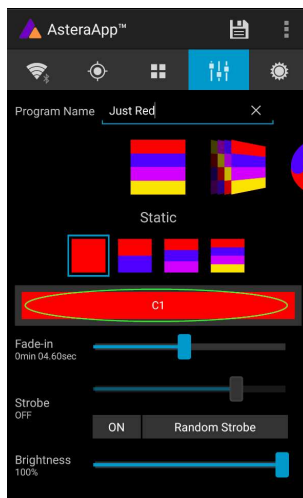 AsteraApp™
Program Name Just Red
Static
C1
Fade-in
0min 04.60sec
Strobe
OFF
ON Random Strobe
Brightness
100%